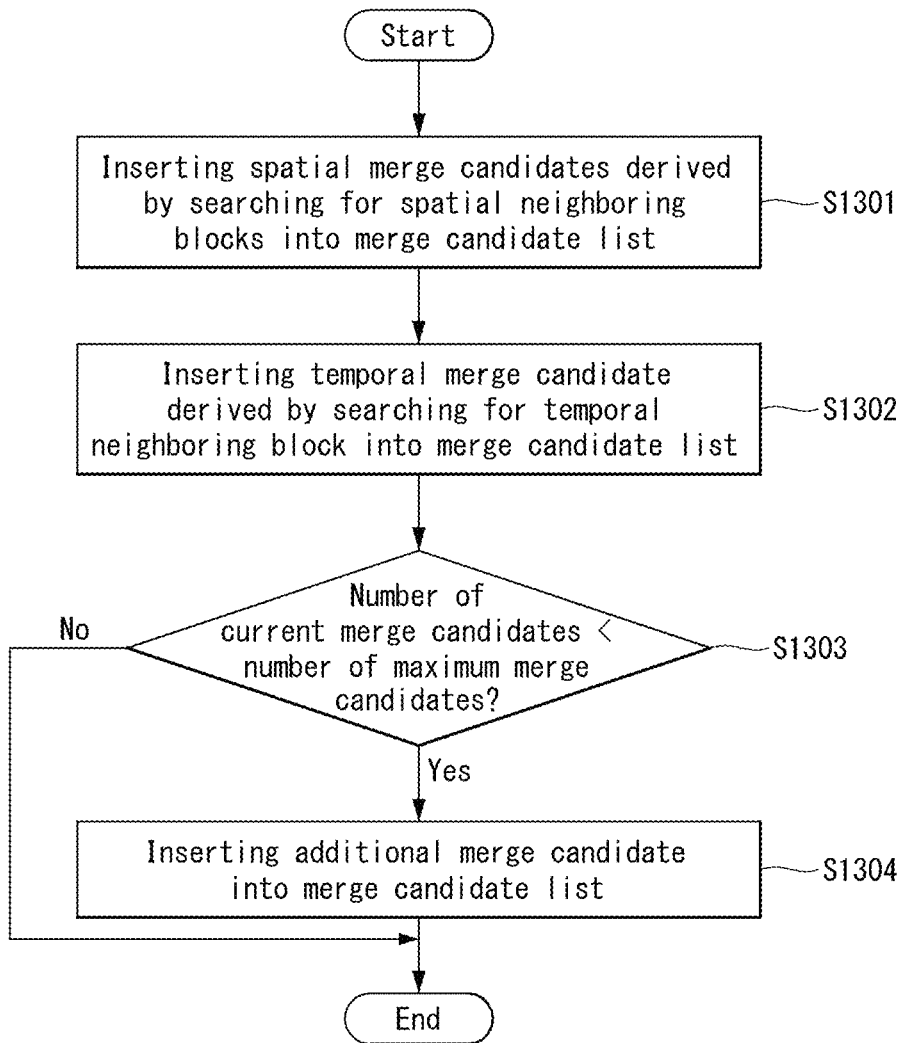 Start
Inserting spatial merge candidates derived
by searching for spatial neighboring
blocks into merge candidate list
S1301
Inserting temporal merge candidate
derived by searching for temporal
neighboring block into merge candidate list
S1302
Number of
current merge candidates <
number of maximum merge
candidates?
No
S1303
Yes
Inserting additional merge candidate
into merge candidate list
S1304
End